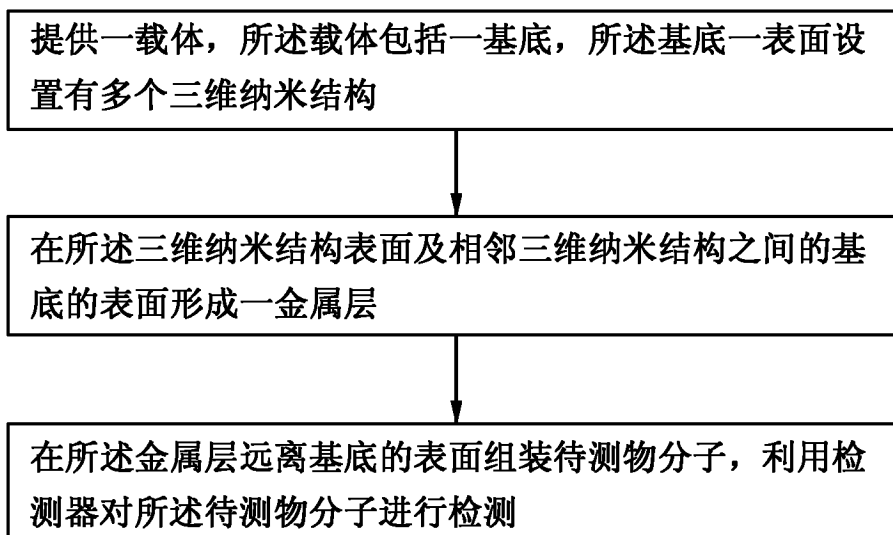 提供一载体，所述载体包括一基底，所述基底一表面设
置有多个三维纳米结构
在所述三维纳米结构表面及相邻三维纳米结构之间的基
底的表面形成一金属层
在所述金属层远离基底的表面组装待测物分子，利用检
测器对所述待测物分子进行检测